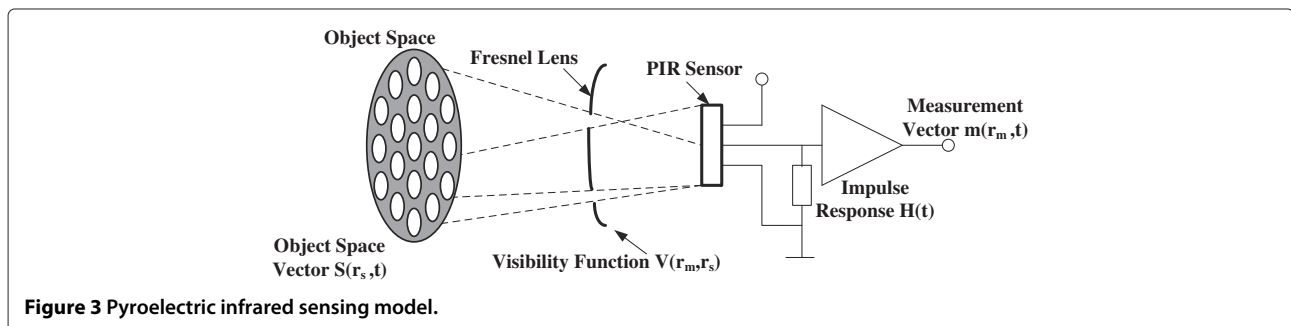 Object Space
Fresnel Lens
PIR Sensor
Measurement
Vector m(rₘ,t)
Impulse
Response H(t)
Object Space
Vector S(rₛ,t)
Visibility Function V(rₘ,rₛ)
Figure 3 Pyroelectric infrared sensing model.